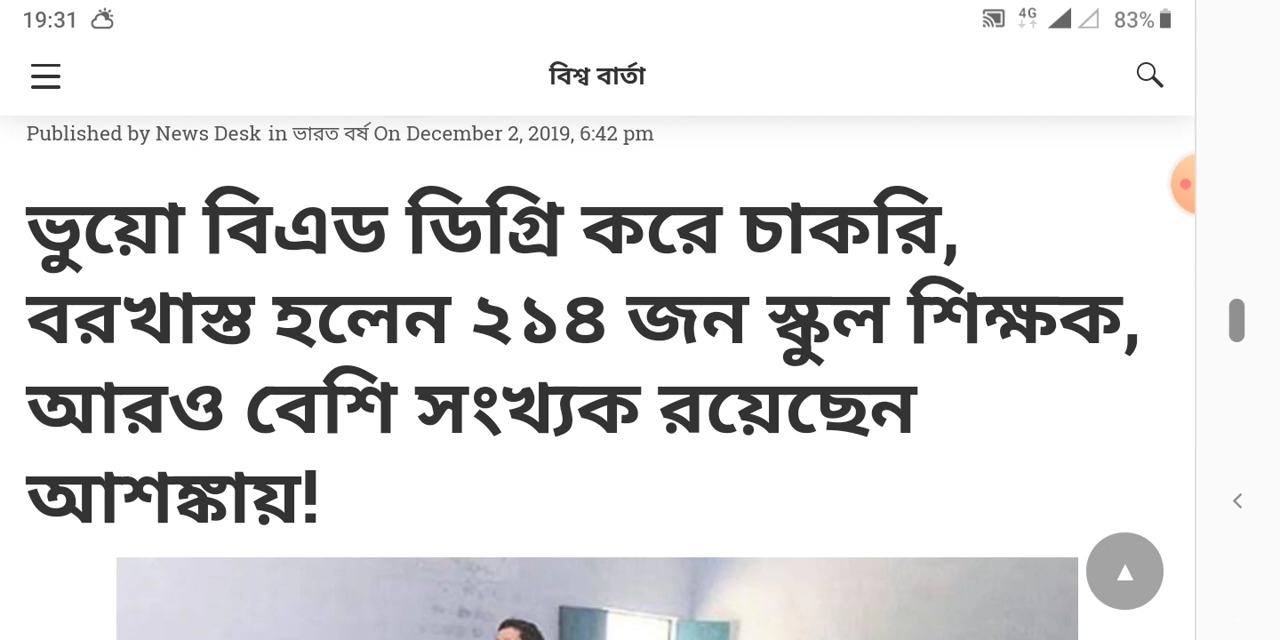 19:31
4G
83%
বিশ্ব বার্তা
Published by News Desk in ভারত বর্ষ On December 2, 2019, 6:42 pm
ভুয়ো বিএড ডিগ্রি করে চাকরি,
বরখাস্ত হলেন ২১৪ জন স্কুল শিক্ষক,
আরও বেশি সংখ্যক রয়েছেন
আশঙ্কায়!